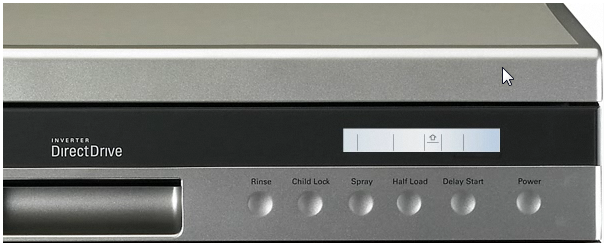 INVERTER
DirectDrive
Rinse Child Lock Spray Half Load Delay Start Power